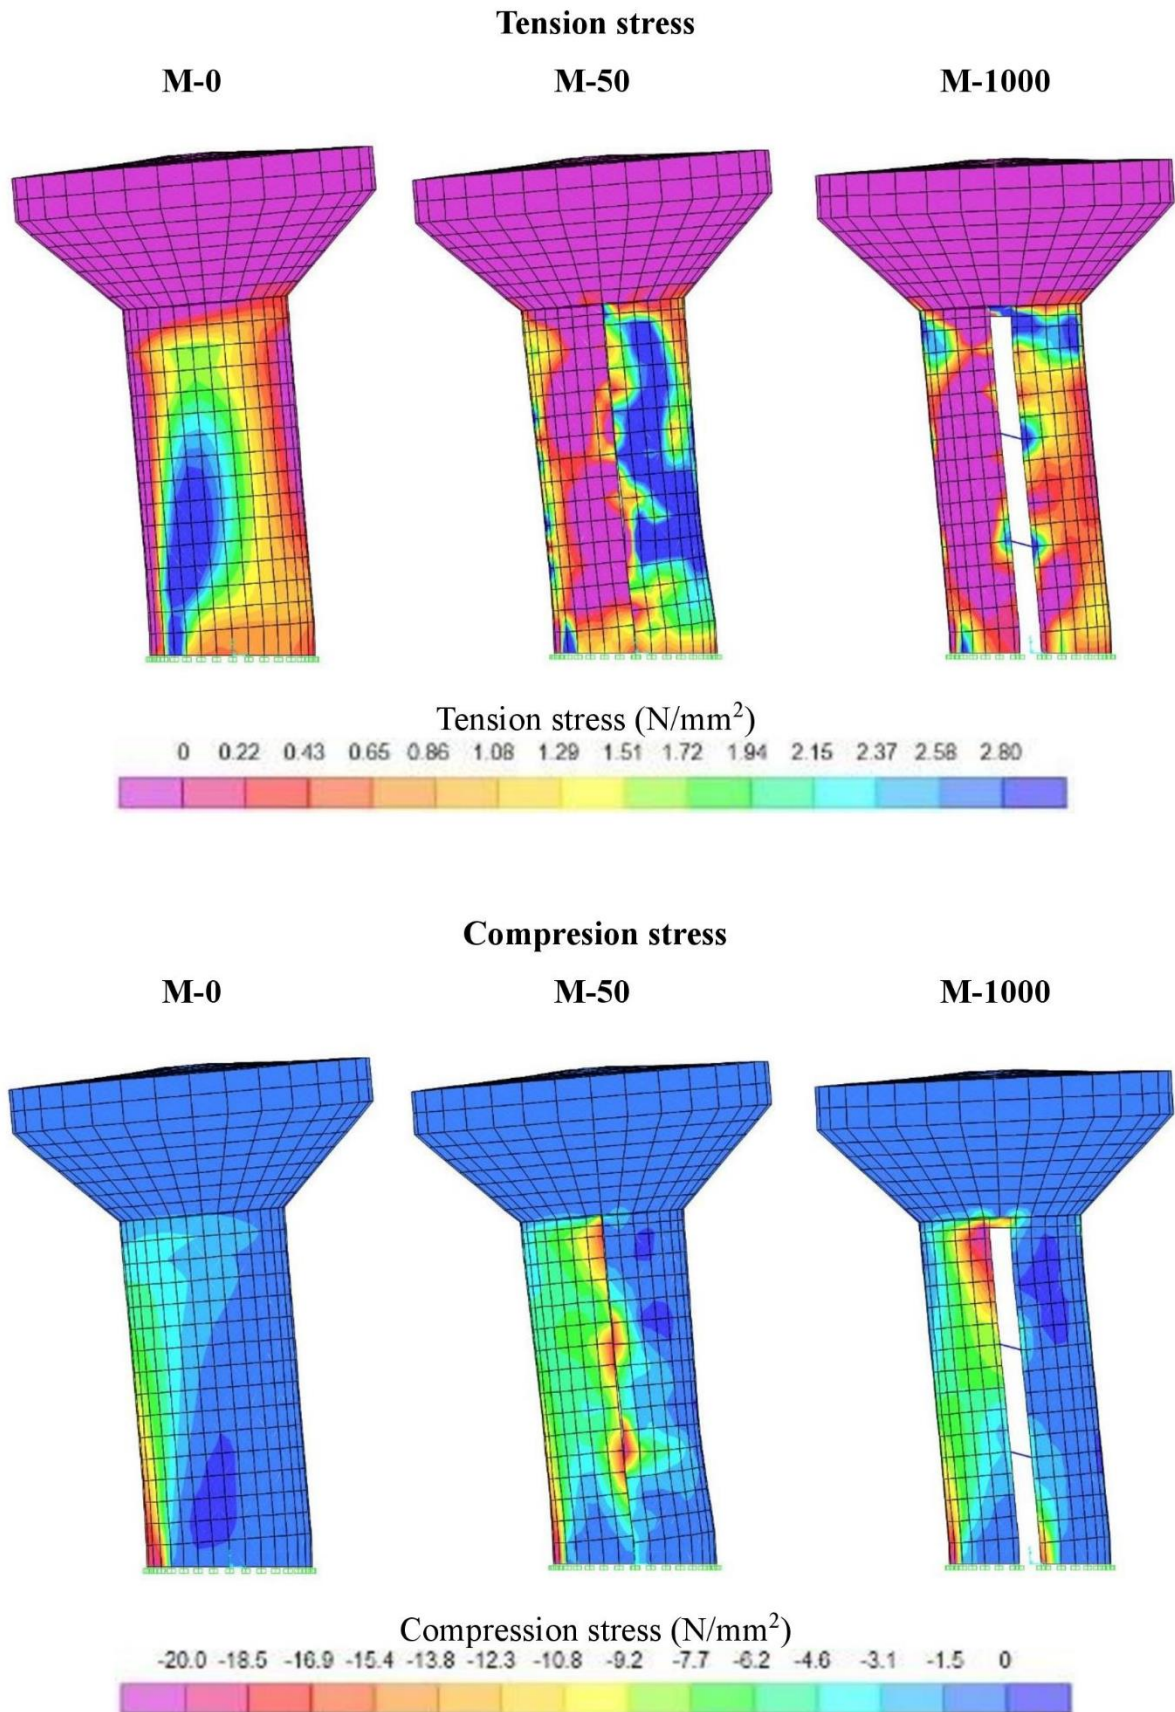 Tension stress
M-0 M-50 M-1000
Tension stress (N/mm²)
0 0.22 0.43 0.65 0.86 1.08 1.29 1.51 1.72 1.94 2.15 2.37 2.58 2.80
Compresion stress
M-0 M-50 M-1000
Compression stress (N/mm²)
-20.0 -18.5 -16.9 -15.4 -13.8 -12.3 -10.8 -9.2 -7.7 -6.2 -4.6 -3.1 -1.5 0